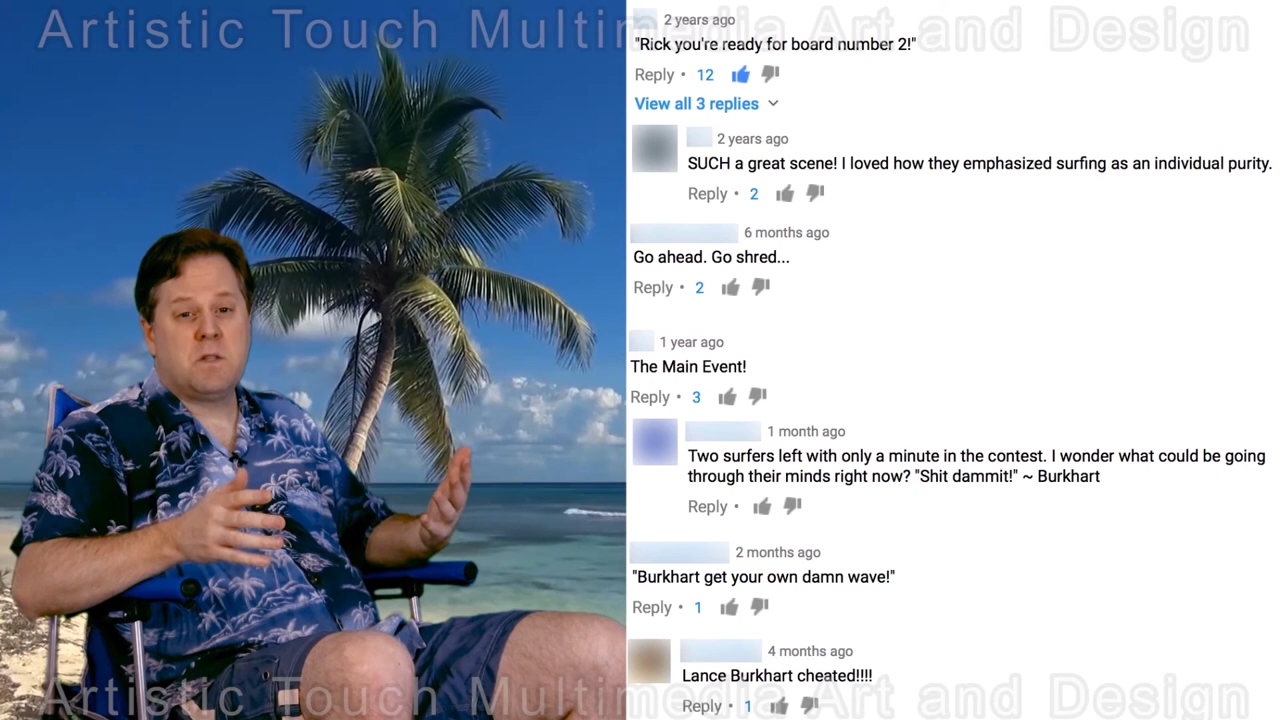 Artistic Touch Multimedia Art and Design
2 years ago
"Rick you're ready for board number 2!"
Reply • 12
View all 3 replies
2 years ago
SUCH a great scene! I loved how they emphasized surfing as an individual purity.
Reply • 2
6 months ago
Go ahead. Go shred...
Reply • 2
1 year ago
The Main Event!
Reply • 3
1 month ago
Two surfers left with only a minute in the contest. I wonder what could be going
through their minds right now? "Shit dammit!" ~ Burkhart
Reply •
2 months ago
"Burkhart get your own damn wave!"
Reply • 1
4 months ago
Lance Burkhart cheated!!!!
Reply • 1
Artistic Touch Multimedia Art and Design